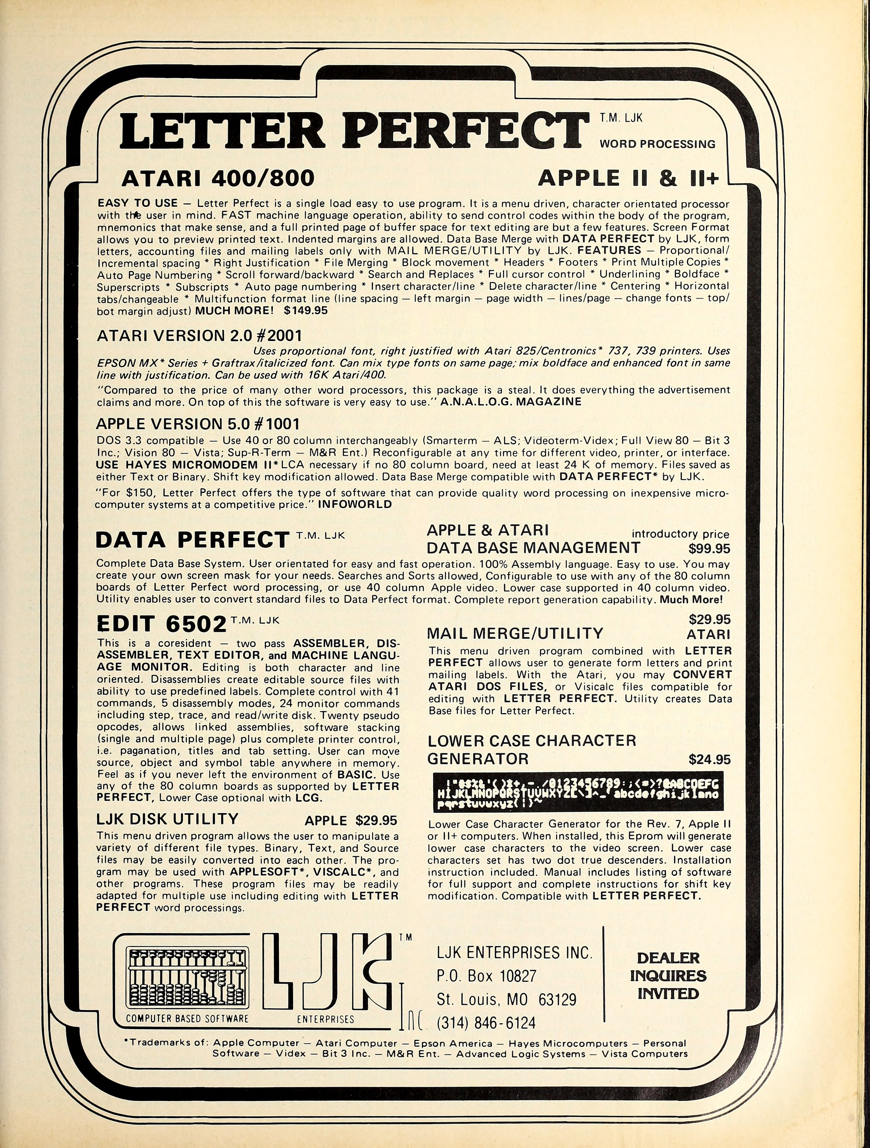 LETTER PERFECT T.M. LJK
WORD PROCESSING
ATARI 400/800 APPLE II & II+
EASY TO USE — Letter Perfect is a single load easy to use program. It is a menu driven, character orientated processor
with the user in mind. FAST machine language operation, ability to send control codes within the body of the program,
mnemonics that make sense, and a full printed page of buffer space for text editing are but a few features. Screen Format
allows you to preview printed text. Indented margins are allowed. Data Base Merge with DATA PERFECT by LJK, form
letters, accounting files and mailing labels only with MAIL MERGE/UTILITY by LJK. FEATURES — Proportional/
Incremental spacing * Right Justification * File Merging * Block movement * Headers * Footers * Print Multiple Copies *
Auto Page Numbering * Scroll forward/backward * Search and Replaces * Full cursor control * Underlining * Boldface *
Superscripts * Subscripts * Auto page numbering * Insert character/line * Delete character/line * Centering * Horizontal
tabs/changeable * Multifunction format line (line spacing — left margin — page width — lines/page — change fonts — top/
bot margin adjust) MUCH MORE! $149.95
ATARI VERSION 2.0 #2001
Uses proportional font, right justified with Atari 825/Centronics* 737, 739 printers. Uses
EPSON MX* Series + Graftrax/italicized font. Can mix type fonts on same page; mix boldface and enhanced font in same
line with justification. Can be used with 16K Atari/400.
"Compared to the price of many other word processors, this package is a steal. It does everything the advertisement
claims and more. On top of this the software is very easy to use." A.N.A.L.O.G. MAGAZINE
APPLE VERSION 5.0 #1001
DOS 3.3 compatible — Use 40 or 80 column interchangeably (Smarterm — ALS; Videoterm-Videx; Full View 80 — Bit 3
Inc.; Vision 80 — Vista; Sup-R-Term — M&R Ent.) Reconfigurable at any time for different video, printer, or interface.
USE HAYES MICROMODEM II* LCA necessary if no 80 column board, need at least 24 K of memory. Files saved as
either Text or Binary. Shift key modification allowed. Data Base Merge compatible with DATA PERFECT* by LJK.
"For $150, Letter Perfect offers the type of software that can provide quality word processing on inexpensive micro-
computer systems at a competitive price." INFOWORLD
DATA PERFECT T.M. LJK
APPLE & ATARI introductory price
DATA BASE MANAGEMENT $99.95
Complete Data Base System. User orientated for easy and fast operation. 100% Assembly language. Easy to use. You may
create your own screen mask for your needs. Searches and Sorts allowed, Configurable to use with any of the 80 column
boards of Letter Perfect word processing, or use 40 column Apple video. Lower case supported in 40 column video.
Utility enables user to convert standard files to Data Perfect format. Complete report generation capability. Much More!
EDIT 6502 T.M. LJK
This is a coresident — two pass ASSEMBLER, DIS-
ASSEMBLER, TEXT EDITOR, and MACHINE LANGU-
AGE MONITOR. Editing is both character and line
oriented. Disassemblies create editable source files with
ability to use predefined labels. Complete control with 41
commands, 5 disassembly modes, 24 monitor commands
including step, trace, and read/write disk. Twenty pseudo
opcodes, allows linked assemblies, software stacking
(single and multiple page) plus complete printer control,
i.e. paganation, titles and tab setting. User can move
source, object and symbol table anywhere in memory.
Feel as if you never left the environment of BASIC. Use
any of the 80 column boards as supported by LETTER
PERFECT, Lower Case optional with LCG.
LJK DISK UTILITY APPLE $29.95
This menu driven program allows the user to manipulate a
variety of different file types. Binary, Text, and Source
files may be easily converted into each other. The pro-
gram may be used with APPLESOFT*, VISCALC*, and
other programs. These program files may be readily
adapted for multiple use including editing with LETTER
PERFECT word processings.
$29.95
MAIL MERGE/UTILITY ATARI
This menu driven program combined with LETTER
PERFECT allows user to generate form letters and print
mailing labels. With the Atari, you may CONVERT
ATARI DOS FILES, or Visicalc files compatible for
editing with LETTER PERFECT. Utility creates Data
Base files for Letter Perfect.
LOWER CASE CHARACTER
GENERATOR $24.95
!"#$%&'()*+,-./0123456789:;<=>?@ABCDEFG
HIJKLMNOPQRSTUVWXYZ[\]^_`abcdefghijklmno
pqrstuvwxyz{|}~
Lower Case Character Generator for the Rev. 7, Apple II
or II+ computers. When installed, this Eprom will generate
lower case characters to the video screen. Lower case
characters set has two dot true descenders. Installation
instruction included. Manual includes listing of software
for full support and complete instructions for shift key
modification. Compatible with LETTER PERFECT.
LJK TM
COMPUTER BASED SOFTWARE ENTERPRISES INC
LJK ENTERPRISES INC.
P.O. Box 10827
St. Louis, MO 63129
(314) 846-6124
DEALER
INQUIRES
INVITED
*Trademarks of: Apple Computer — Atari Computer — Epson America — Hayes Microcomputers — Personal
Software — Videx — Bit 3 Inc. — M&R Ent. — Advanced Logic Systems — Vista Computers